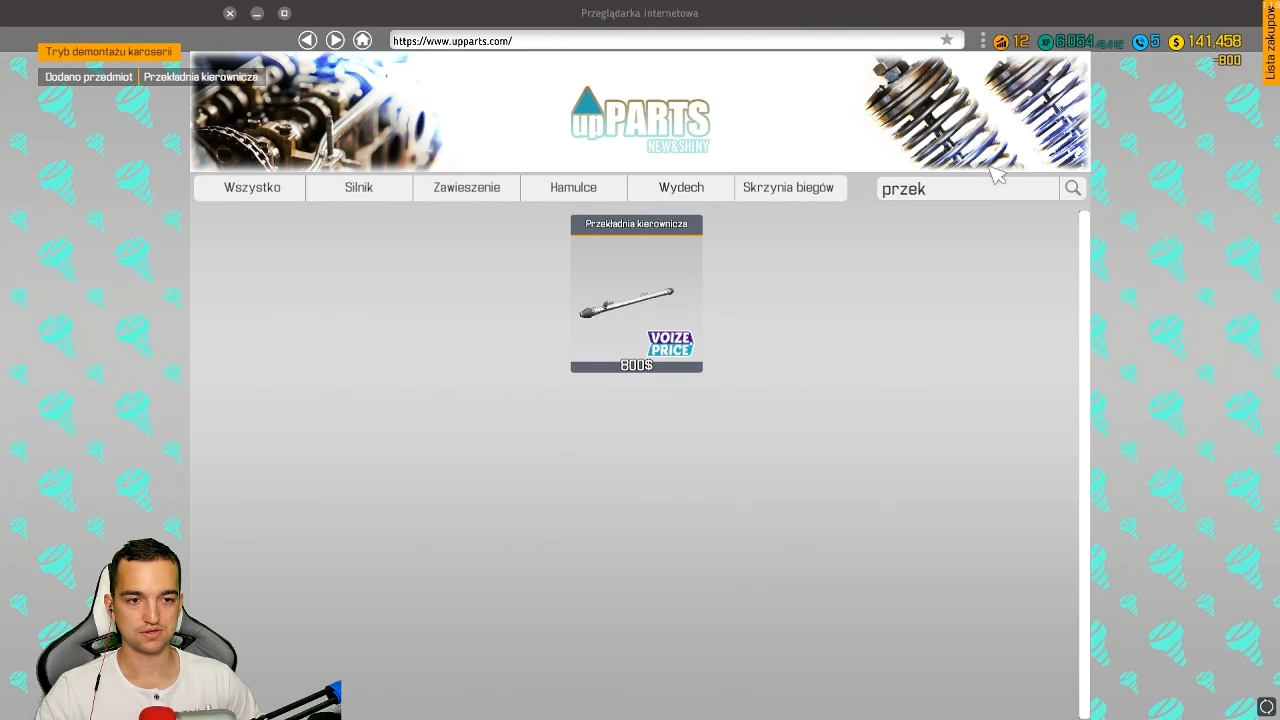 Przeglądarka internetowa
https://www.upparts.com/
12
5
141,458
-800
Lista zakupów
Tryb demontażu karoserii
Dodano przedmiot
Przekładnia kierownicza
upPARTS
NEW&SHINY
Wszystko
Silnik
Zawieszenie
Hamulce
Wydech
Skrzynia biegów
przek
Przekładnia kierownicza
VOIZE
PRICE
800$